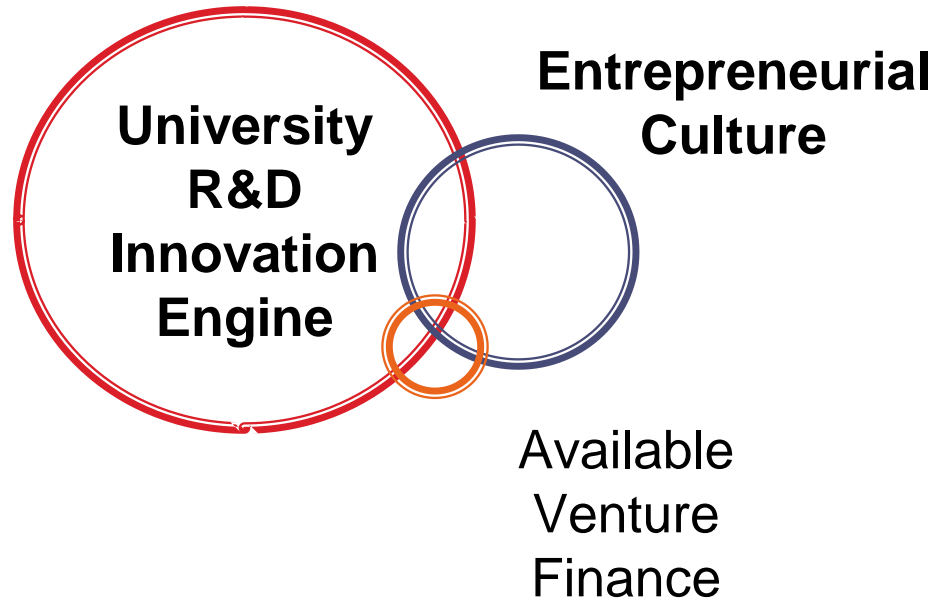 University
R&D
Innovation
Engine
Entrepreneurial
Culture
Available
Venture
Finance